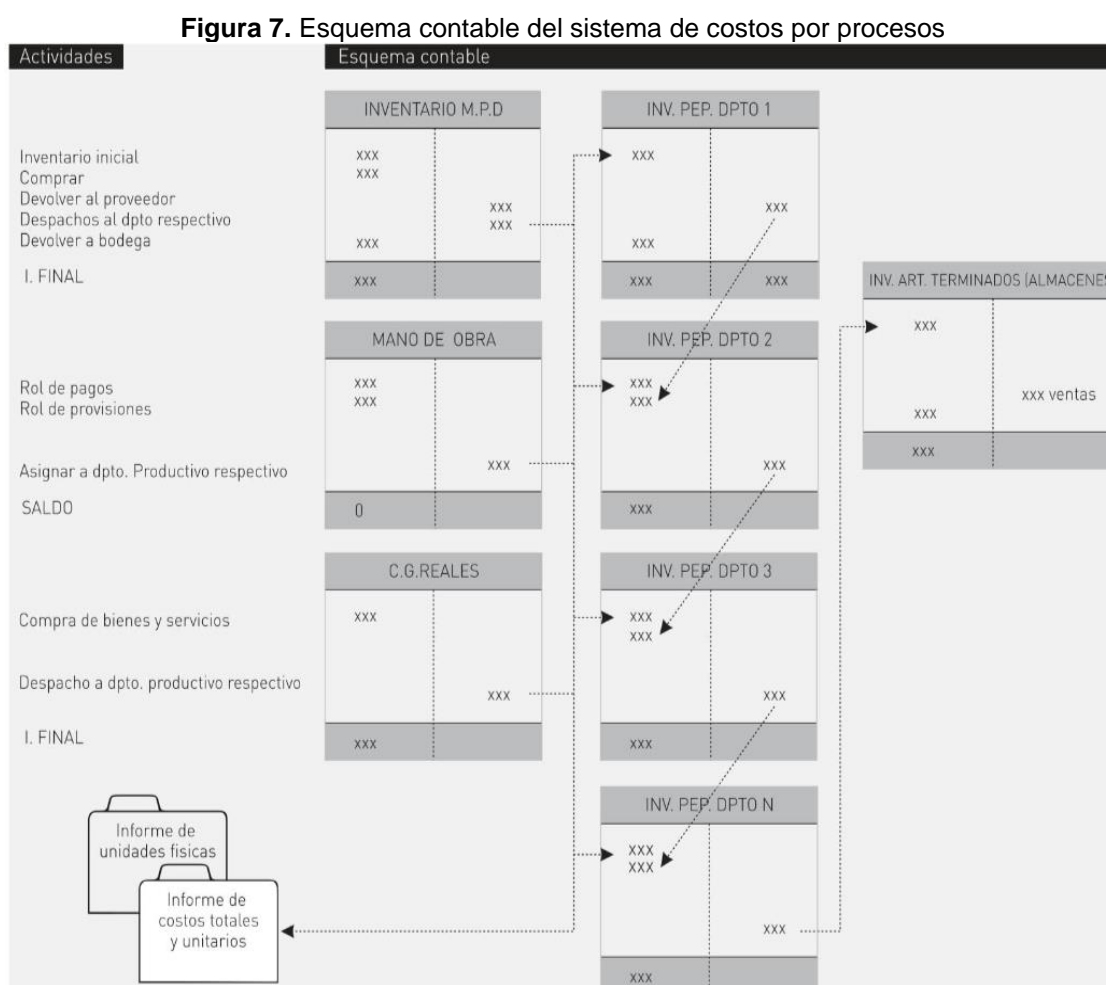 Figura 7. Esquema contable del sistema de costos por procesos
Actividades
Esquema contable
Inventario inicial
Comprar
Devolver al proveedor
Despachos al dpto respectivo
Devolver a bodega
I. FINAL
INVENTARIO M.P.D
xxx
xxx
xxx
xxx
xxx
xxx
INV. PEP. DPTO 1
xxx
xxx
xxx
xxx
xxx
Rol de pagos
Rol de provisiones
Asignar a dpto. Productivo respectivo
SALDO
MANO DE OBRA
xxx
xxx
xxx
0
INV. PEP. DPTO 2
xxx
xxx
xxx
xxx
INV. ART. TERMINADOS (ALMACENES
xxx
xxx ventas
xxx
xxx
Compra de bienes y servicios
Despacho a dpto. productivo respectivo
I. FINAL
C.G.REALES
xxx
xxx
xxx
INV. PEP. DPTO 3
xxx
xxx
xxx
xxx
INV. PEP. DPTO N
xxx
xxx
xxx
xxx
Informe de
unidades fisicas
Informe de
costos totales
y unitarios